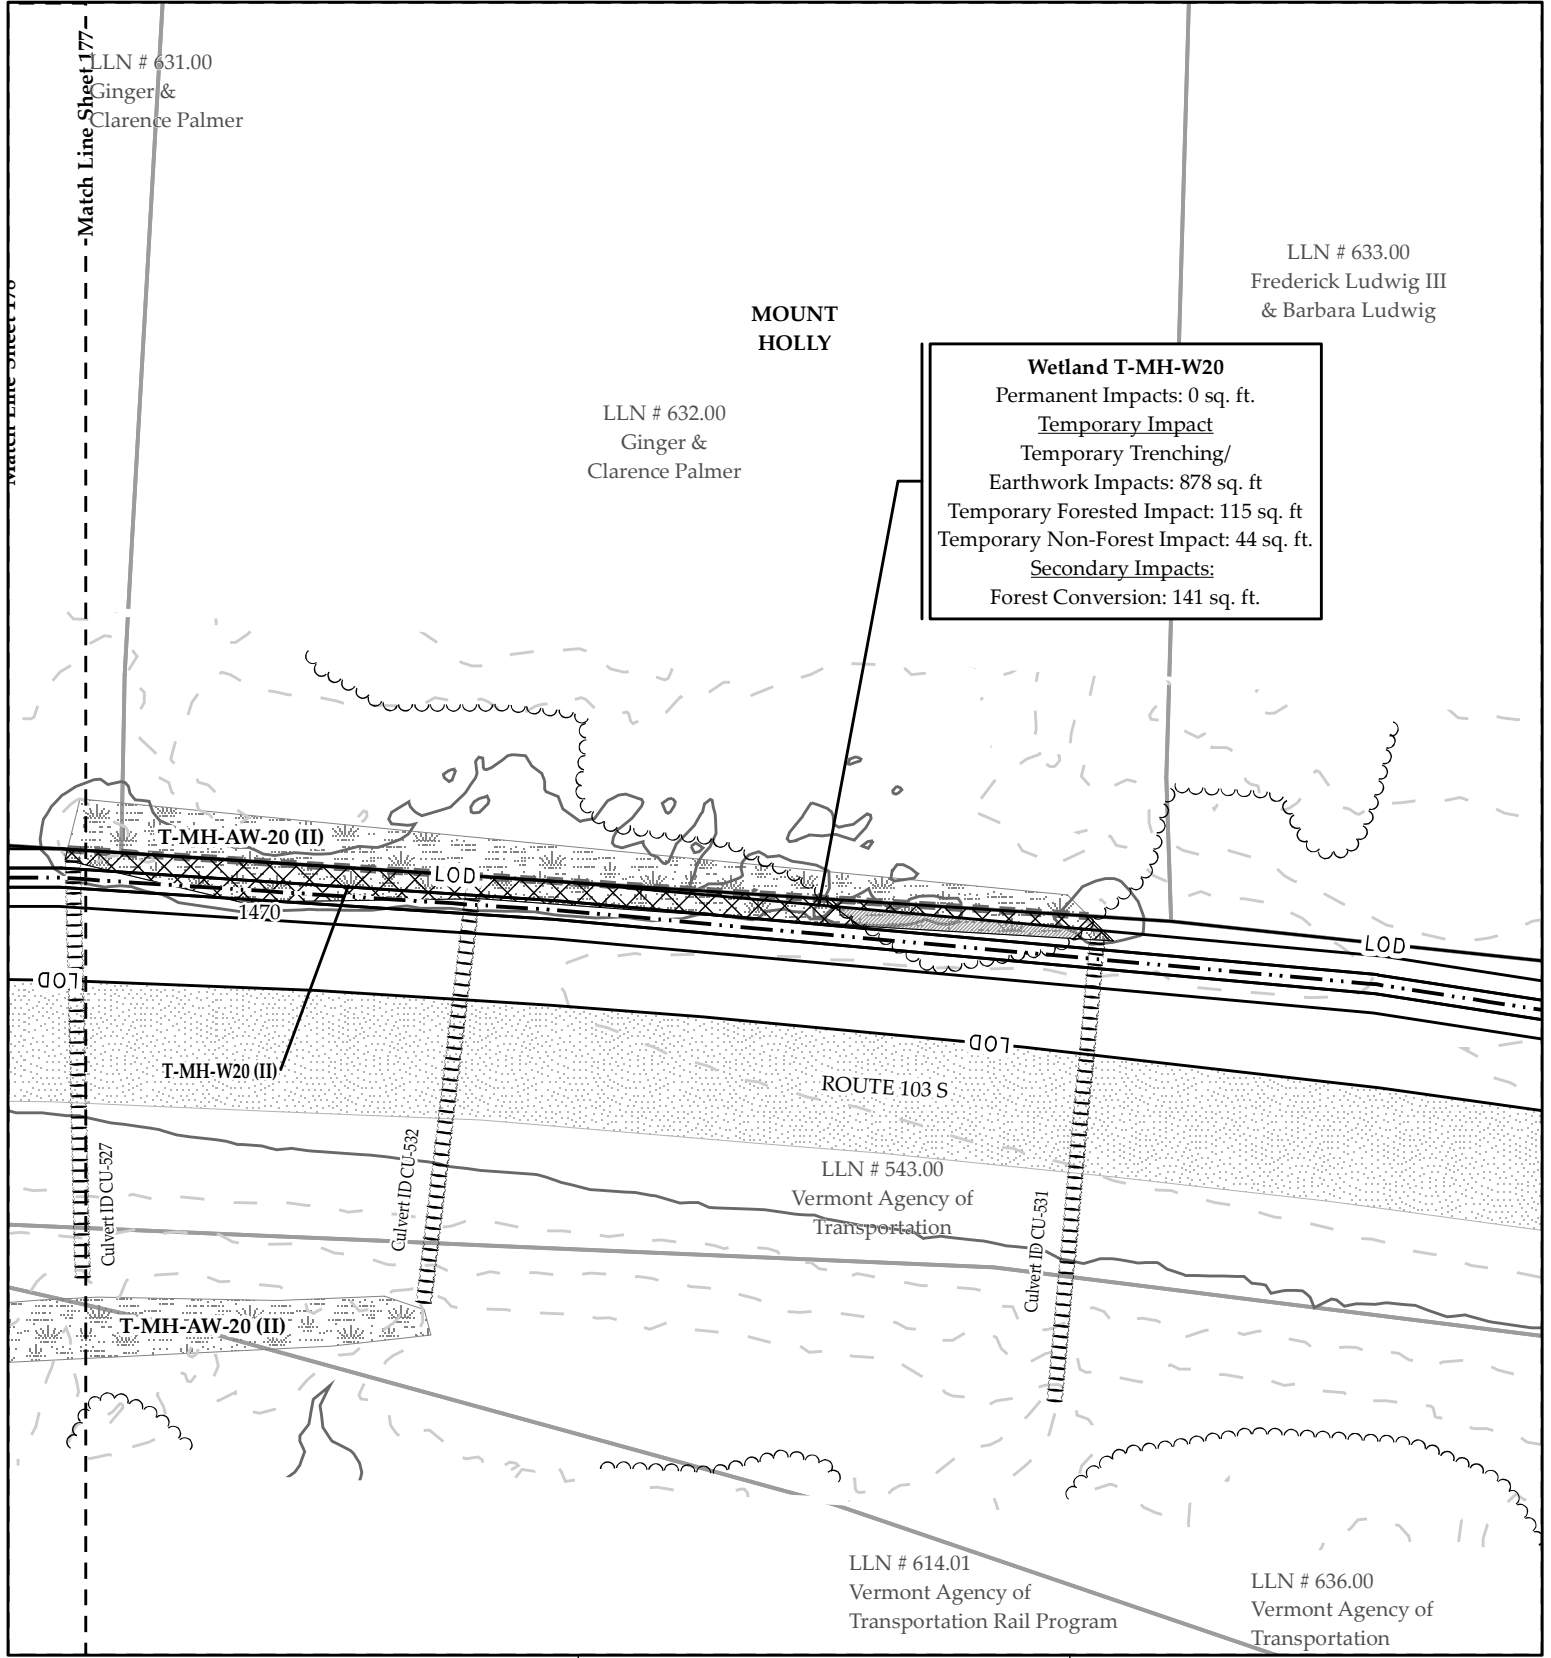 Match Line Sheet 177
LLN # 631.00
Ginger &
Clarence Palmer
MOUNT
HOLLY
LLN # 633.00
Frederick Ludwig III
& Barbara Ludwig
LLN # 632.00
Ginger &
Clarence Palmer
Wetland T-MH-W20
Permanent Impacts: 0 sq. ft.
Temporary Impact
Temporary Trenching/
Earthwork Impacts: 878 sq. ft
Temporary Forested Impact: 115 sq. ft
Temporary Non-Forest Impact: 44 sq. ft.
Secondary Impacts:
Forest Conversion: 141 sq. ft.
Match Line Sheet 178
T-MH-AW-20 (II)
LOD
1470
LOD
LOD
LOD
T-MH-W20 (II)
ROUTE 103 S
Culvert ID CU-527
Culvert ID CU-532
Culvert ID CU-531
LLN # 543.00
Vermont Agency of
Transportation
T-MH-AW-20 (II)
LLN # 614.01
Vermont Agency of
Transportation Rail Program
LLN # 636.00
Vermont Agency of
Transportation